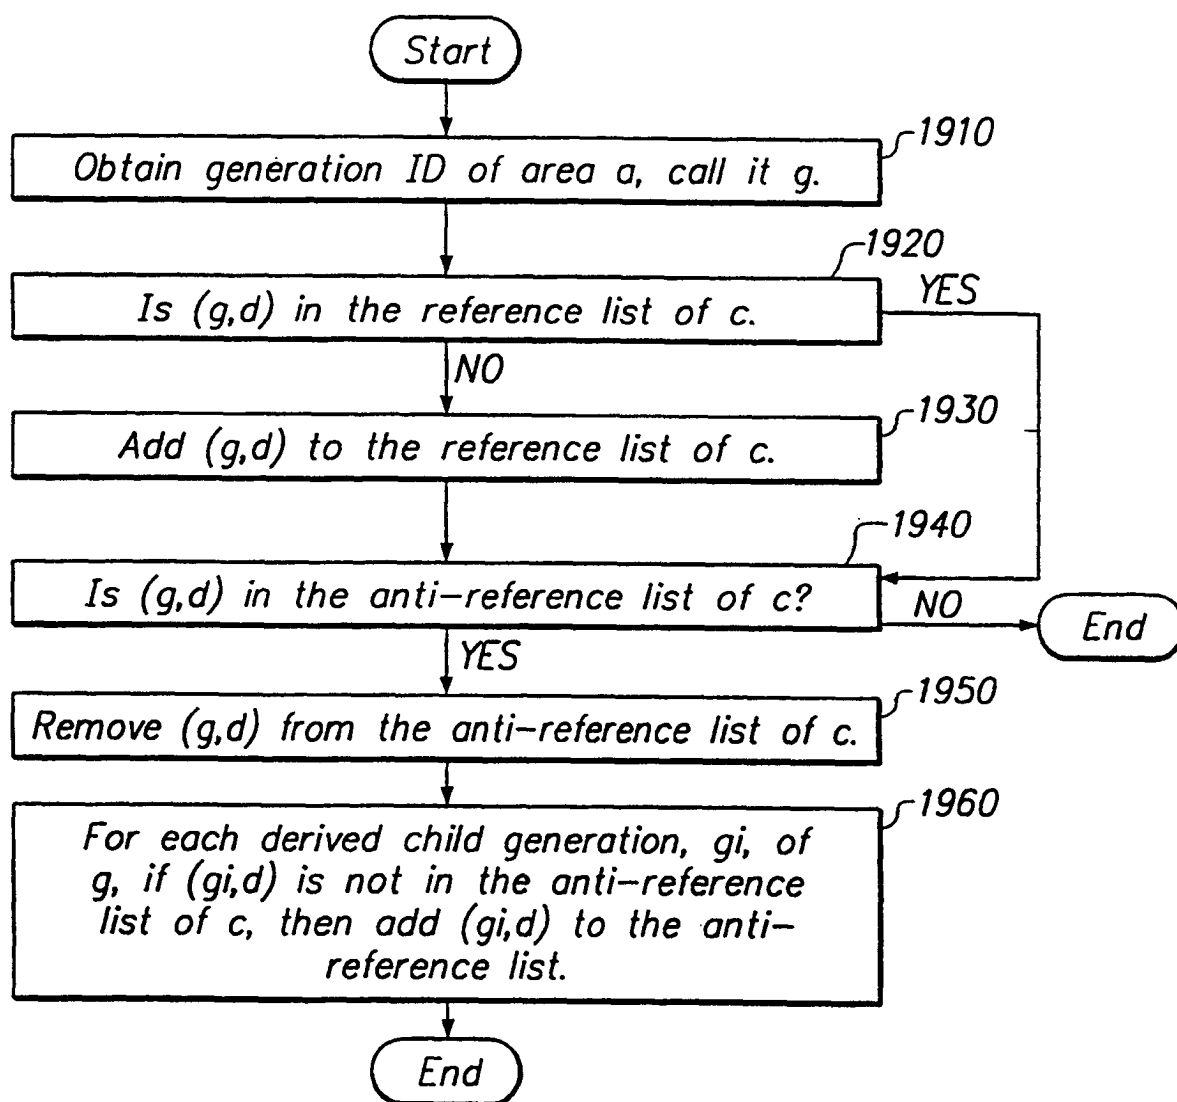 Start
1910
Obtain generation ID of area a, call it g.
1920
Is (g,d) in the reference list of c.
YES
NO
1930
Add (g,d) to the reference list of c.
1940
Is (g,d) in the anti-reference list of c?
NO
End
YES
1950
Remove (g,d) from the anti-reference list of c.
1960
For each derived child generation, gi, of
g, if (gi,d) is not in the anti-reference
list of c, then add (gi,d) to the anti-
reference list.
End